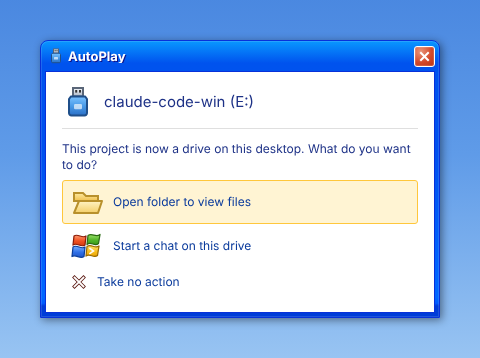 AutoPlay
claude-code-win (E:)
This project is now a drive on this desktop. What do you want
to do?
Open folder to view files
Start a chat on this drive
Take no action